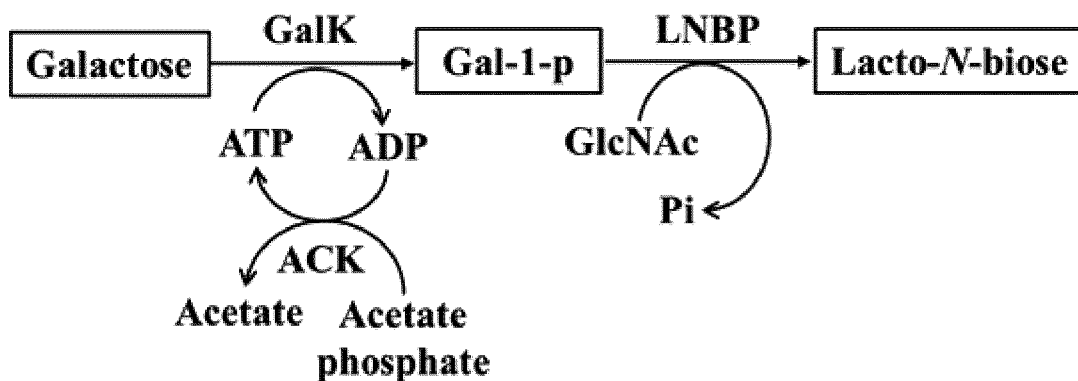 GalK
LNBP
Galactose
Gal-1-p
Lacto-N-biose
ATP
ADP
GlcNAc
Pi
ACK
Acetate
Acetate
phosphate